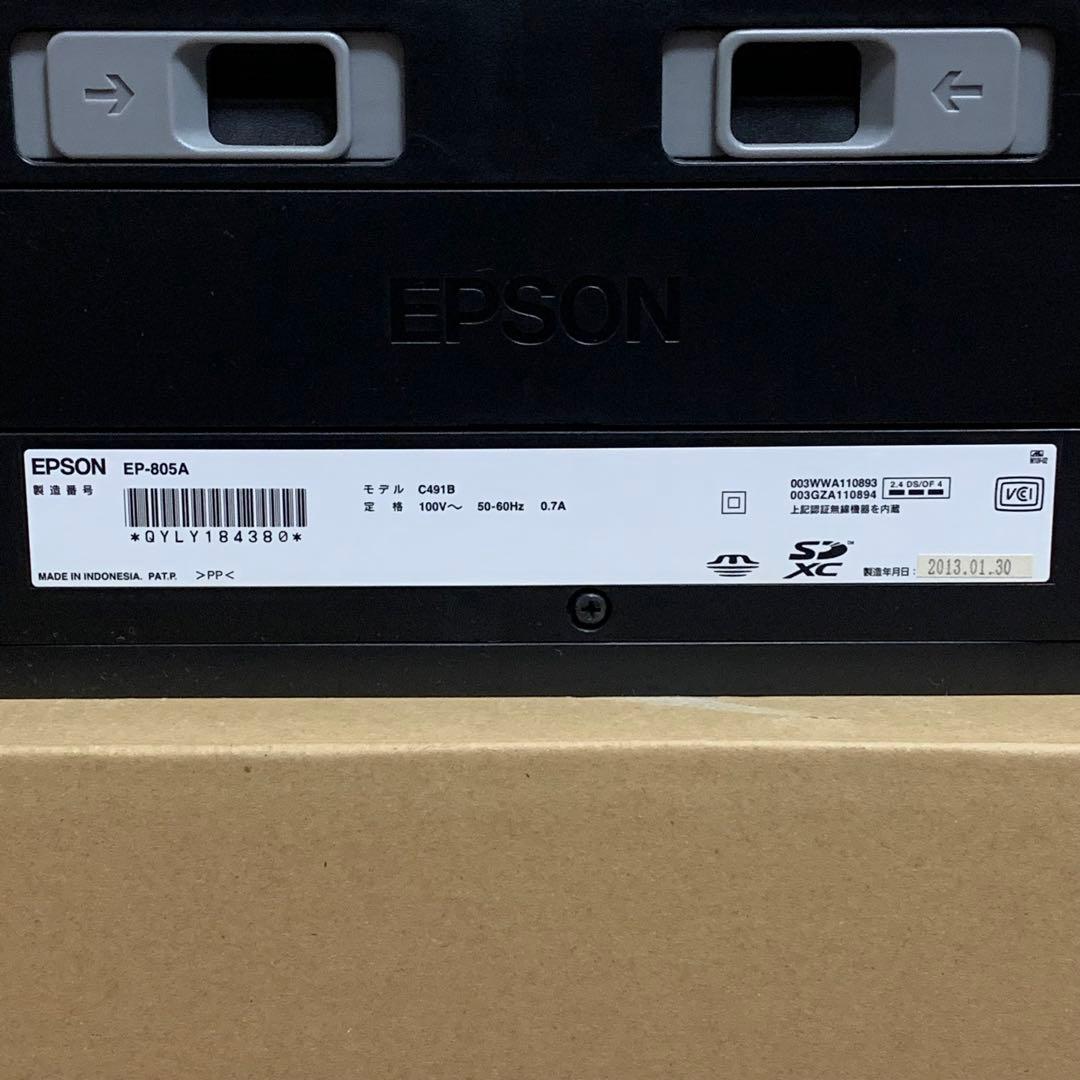 EPSON
EPSON EP-805A
製造番号
*QYLY184380*
モデル C491B
定 格 100V～ 50-60Hz 0.7A
MADE IN INDONESIA. PAT.P. >PP<
003WWA110893
003GZA110894
2.4 DS/OF 4
上記認証無線機器を内蔵
VCI
SD XC™
製造年月日: 2013.01.30